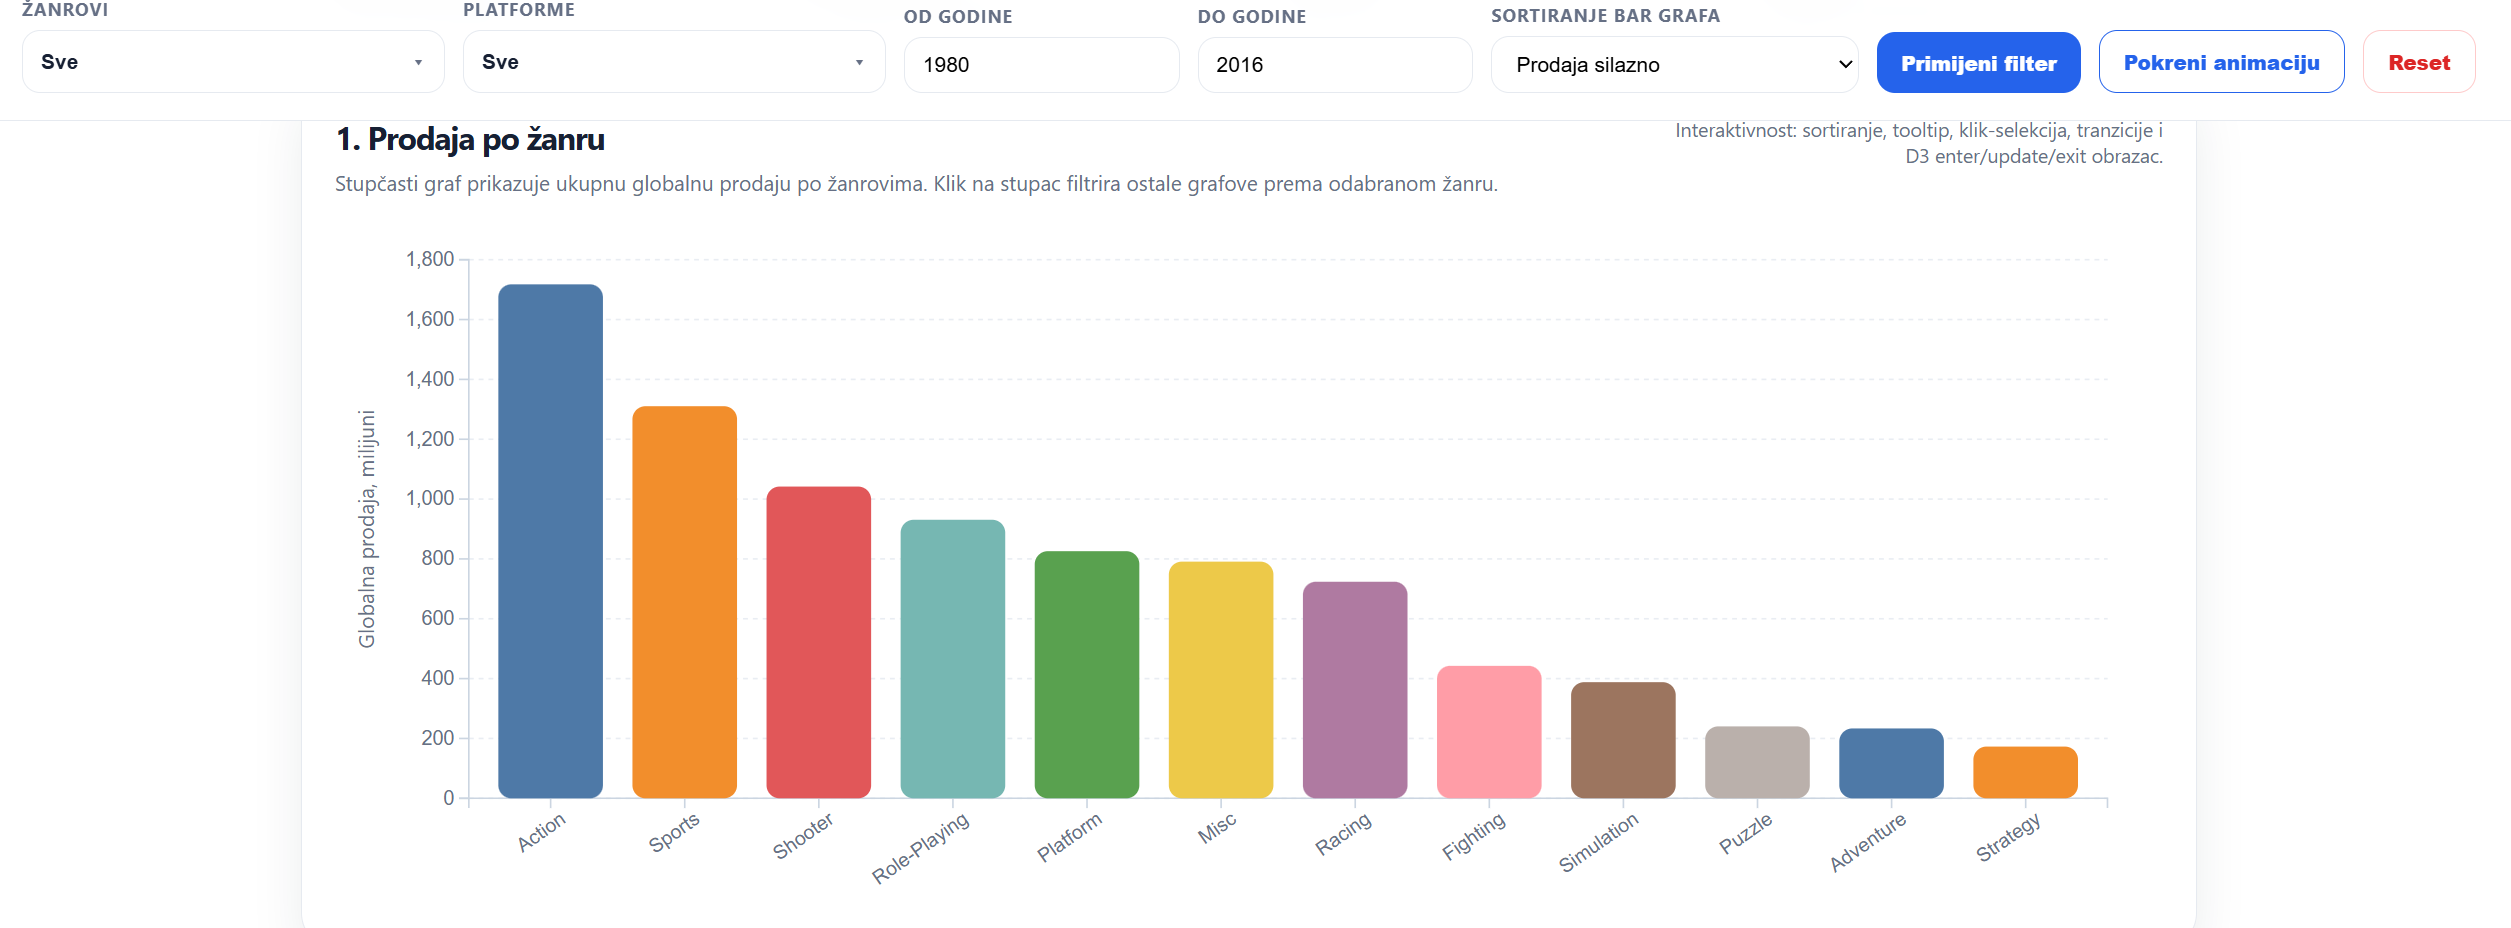 ŽANROVI
PLATFORME
OD GODINE
DO GODINE
SORTIRANJE BAR GRAFA
Sve
Sve
1980
2016
Prodaja silazno
Primijeni filter
Pokreni animaciju
Reset
1. Prodaja po žanru
Stupčasti graf prikazuje ukupnu globalnu prodaju po žanrovima. Klik na stupac filtrira ostale grafove prema odabranom žanru.
Interaktivnost: sortiranje, tooltip, klik-selekcija, tranzicije i
D3 enter/update/exit obrazac.
Globalna prodaja, milijuni
1,800
1,600
1,400
1,200
1,000
800
600
400
200
0
Action
Sports
Shooter
Role-Playing
Platform
Misc
Racing
Fighting
Simulation
Puzzle
Adventure
Strategy